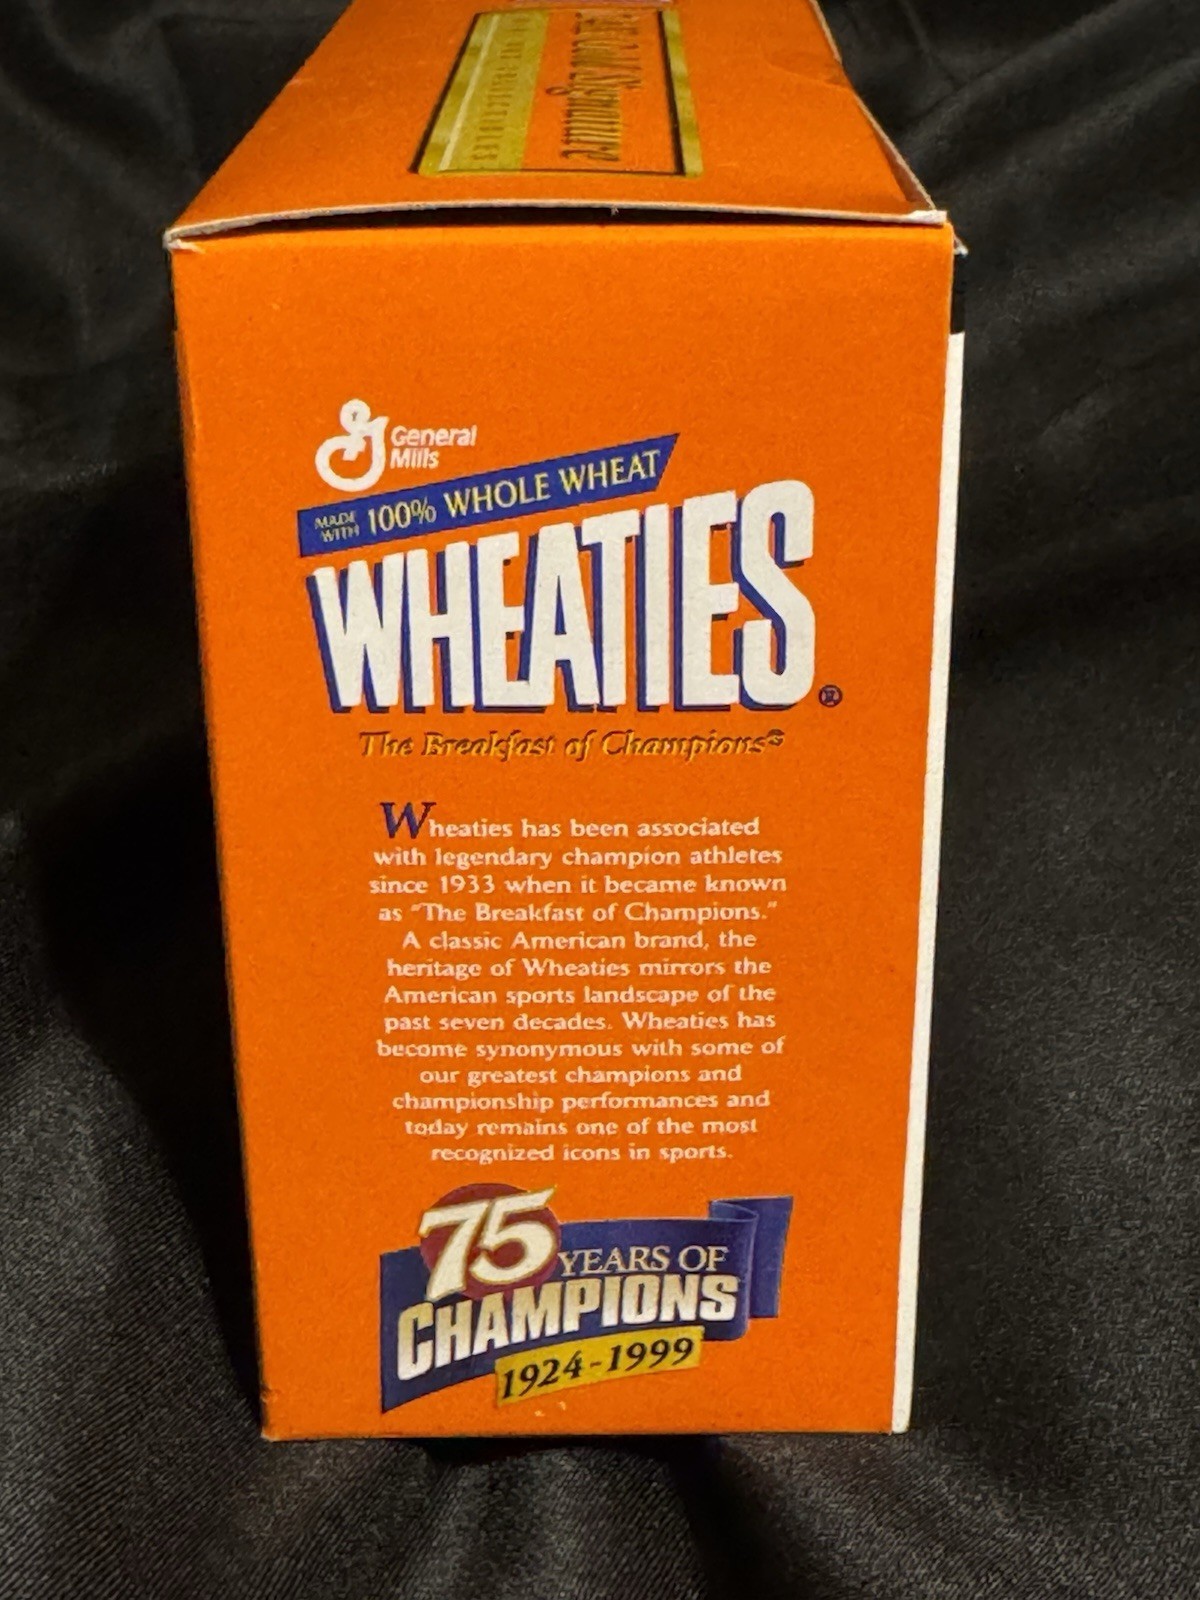 General
Mills
MADE
WITH 100% WHOLE WHEAT
WHEATIES®
The Breakfast of Champions®
Wheaties has been associated
with legendary champion athletes
since 1933 when it became known
as "The Breakfast of Champions."
A classic American brand, the
heritage of Wheaties mirrors the
American sports landscape of the
past seven decades. Wheaties has
become synonymous with some of
our greatest champions and
championship performances and
today remains one of the most
recognized icons in sports.
75 YEARS OF
CHAMPIONS
1924-1999